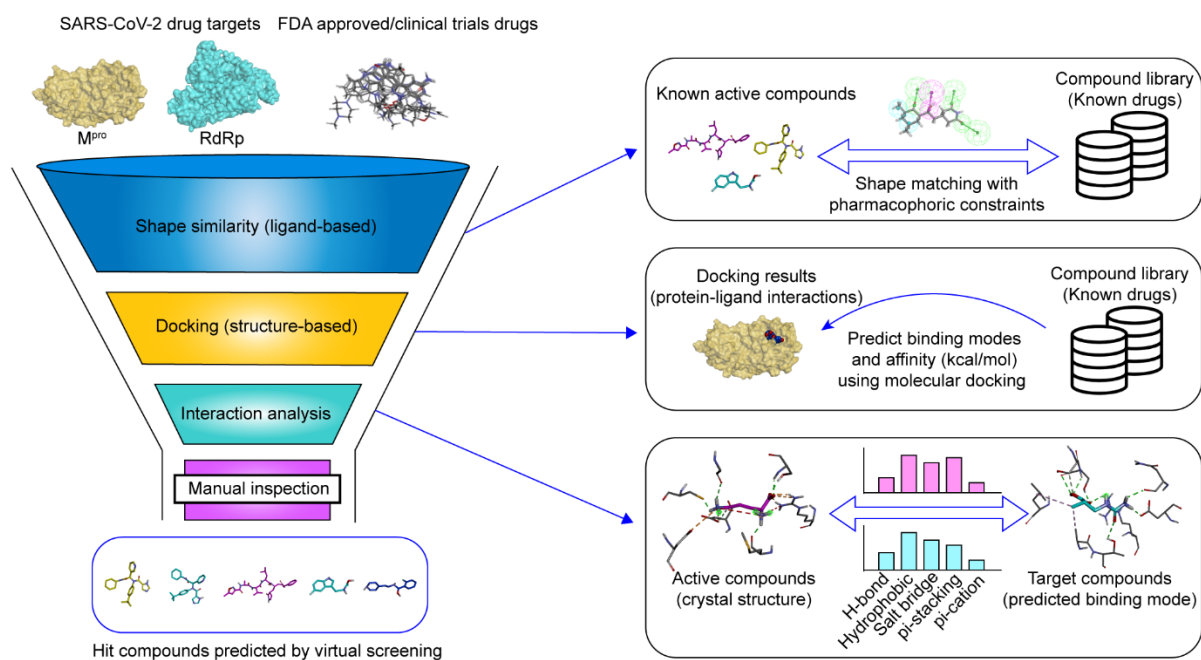 SARS-CoV-2 drug targets
FDA approved/clinical trials drugs
Mpro
RdRp
Shape similarity (ligand-based)
Docking (structure-based)
Interaction analysis
Manual inspection
Hit compounds predicted by virtual screening
Known active compounds
Compound library
(Known drugs)
Shape matching with
pharmacophoric constraints
Docking results
(protein-ligand interactions)
Compound library
(Known drugs)
Predict binding modes
and affinity (kcal/mol)
using molecular docking
Active compounds
(crystal structure)
H-bond
Hydrophobic
Salt bridge
pi-stacking
pi-cation
Target compounds
(predicted binding mode)